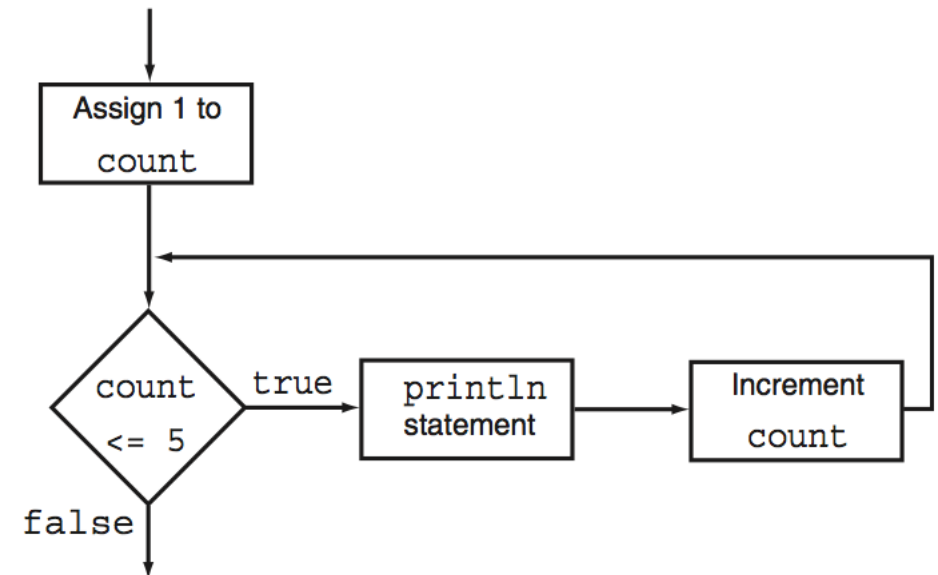 Assign 1 to
count
count
<= 5
true
println
statement
Increment
count
false